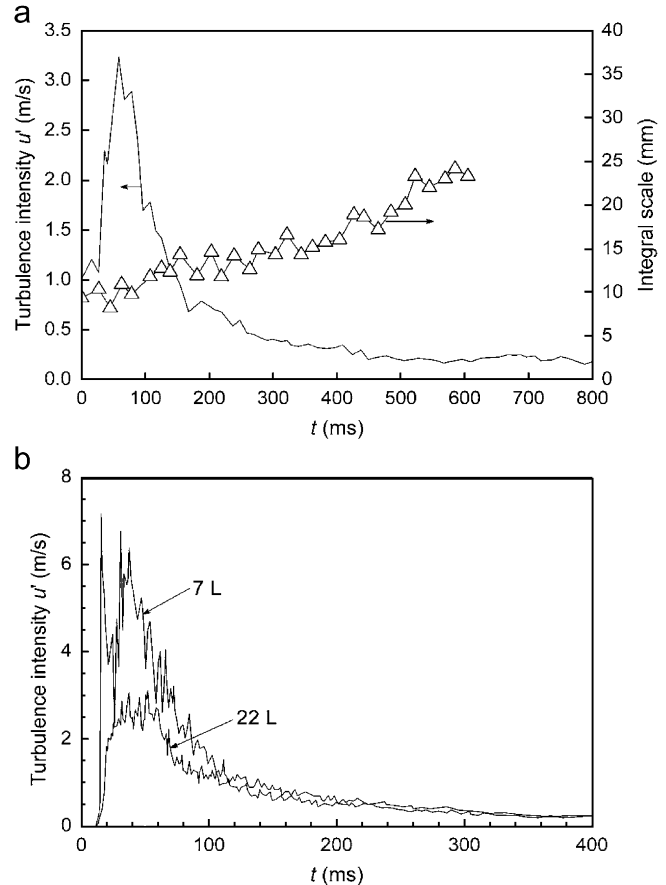 a
Turbulence intensity u' (m/s)
3.5
3.0
2.5
2.0
1.5
1.0
0.5
0.0
40
35
30
25
20
15
10
5
0
Integral scale (mm)
0 100 200 300 400 500 600 700 800
t (ms)
b
Turbulence intensity u' (m/s)
8
6
4
2
0
7 L
22 L
0 100 200 300 400
t (ms)